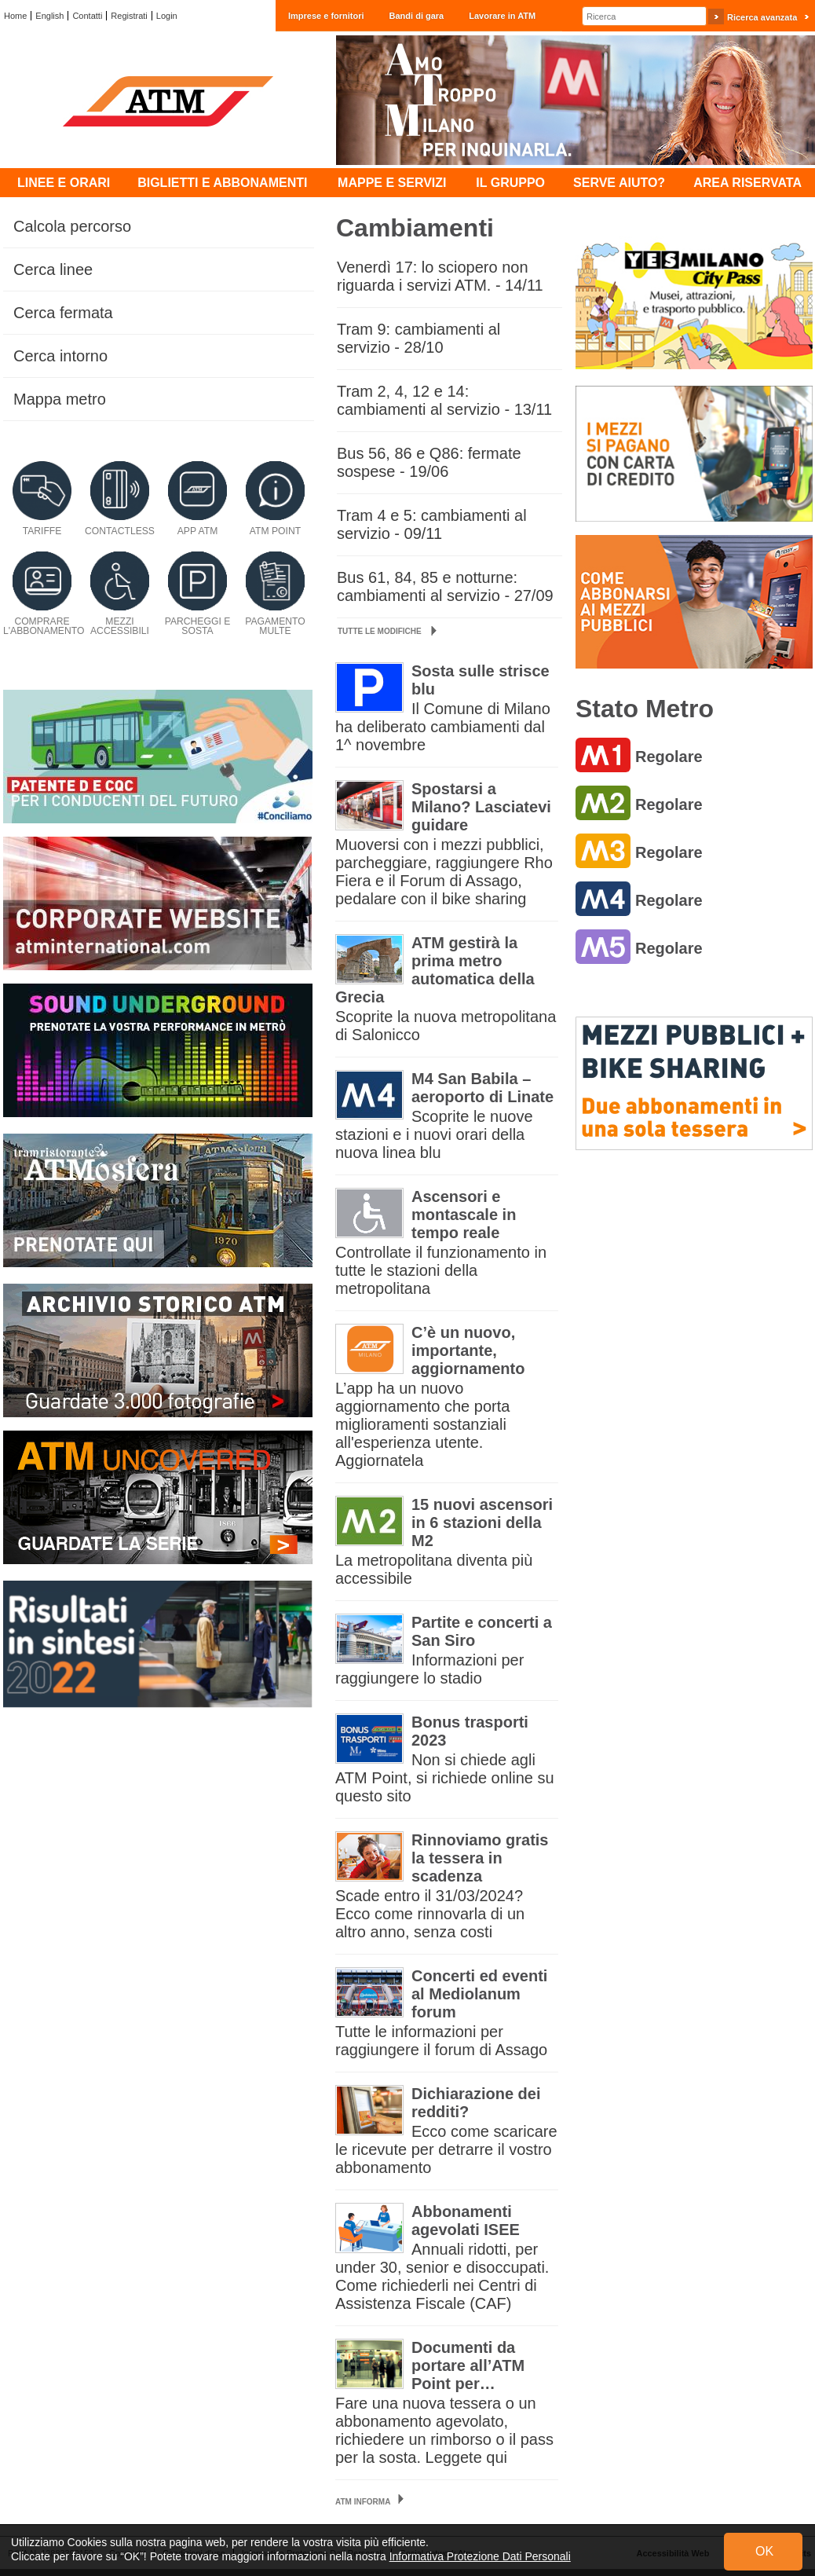 Home | English | Contatti | Registrati | Login
Imprese e fornitori
Bandi di gara
Lavorare in ATM
Ricerca
Ricerca avanzata
ATM
AMO
TROPPO
MILANO
PER INQUINARLA.
LINEE E ORARI
BIGLIETTI E ABBONAMENTI
MAPPE E SERVIZI
IL GRUPPO
SERVE AIUTO?
AREA RISERVATA
Calcola percorso
Cerca linee
Cerca fermata
Cerca intorno
Mappa metro
TARIFFE
CONTACTLESS
APP ATM
ATM POINT
COMPRARE
L'ABBONAMENTO
MEZZI
ACCESSIBILI
PARCHEGGI E
SOSTA
PAGAMENTO
MULTE
PATENTE D E CQC
PER I CONDUCENTI DEL FUTURO
#Conciliamo
CORPORATE WEBSITE
atminternational.com
SOUND UNDERGROUND
PRENOTATE LA VOSTRA PERFORMANCE IN METRÒ
tramristorante
ATMosfera
1970
PRENOTATE QUI
ARCHIVIO STORICO ATM
Guardate 3.000 fotografie >
ATM UNCOVERED
GUARDATE LA SERIE >
Risultati
in sintesi
2022
Cambiamenti
Venerdì 17: lo sciopero non
riguarda i servizi ATM. - 14/11
Tram 9: cambiamenti al
servizio - 28/10
Tram 2, 4, 12 e 14:
cambiamenti al servizio - 13/11
Bus 56, 86 e Q86: fermate
sospese - 19/06
Tram 4 e 5: cambiamenti al
servizio - 09/11
Bus 61, 84, 85 e notturne:
cambiamenti al servizio - 27/09
TUTTE LE MODIFICHE
P
Sosta sulle strisce
blu
Il Comune di Milano
ha deliberato cambiamenti dal
1^ novembre
Spostarsi a
Milano? Lasciatevi
guidare
Muoversi con i mezzi pubblici,
parcheggiare, raggiungere Rho
Fiera e il Forum di Assago,
pedalare con il bike sharing
ATM gestirà la
prima metro
automatica della
Grecia
Scoprite la nuova metropolitana
di Salonicco
M4
M4 San Babila –
aeroporto di Linate
Scoprite le nuove
stazioni e i nuovi orari della
nuova linea blu
Ascensori e
montascale in
tempo reale
Controllate il funzionamento in
tutte le stazioni della
metropolitana
ATM
MILANO
C'è un nuovo,
importante,
aggiornamento
L'app ha un nuovo
aggiornamento che porta
miglioramenti sostanziali
all'esperienza utente.
Aggiornatela
M2
15 nuovi ascensori
in 6 stazioni della
M2
La metropolitana diventa più
accessibile
Partite e concerti a
San Siro
Informazioni per
raggiungere lo stadio
BONUS
TRASPORTI
Bonus trasporti
2023
Non si chiede agli
ATM Point, si richiede online su
questo sito
Rinnoviamo gratis
la tessera in
scadenza
Scade entro il 31/03/2024?
Ecco come rinnovarla di un
altro anno, senza costi
Concerti ed eventi
al Mediolanum
forum
Tutte le informazioni per
raggiungere il forum di Assago
Dichiarazione dei
redditi?
Ecco come scaricare
le ricevute per detrarre il vostro
abbonamento
Abbonamenti
agevolati ISEE
Annuali ridotti, per
under 30, senior e disoccupati.
Come richiederli nei Centri di
Assistenza Fiscale (CAF)
Documenti da
portare all'ATM
Point per…
Fare una nuova tessera o un
abbonamento agevolato,
richiedere un rimborso o il pass
per la sosta. Leggete qui
ATM INFORMA
YESMILANO
City Pass
Musei, attrazioni,
e trasporto pubblico.
I MEZZI
SI PAGANO
CON CARTA
DI CREDITO
COME
ABBONARSI
AI MEZZI
PUBBLICI
Stato Metro
M1 Regolare
M2 Regolare
M3 Regolare
M4 Regolare
M5 Regolare
MEZZI PUBBLICI +
BIKE SHARING
Due abbonamenti in
una sola tessera >
Utilizziamo Cookies sulla nostra pagina web, per rendere la vostra visita più efficiente.
Cliccate per favore su “OK”! Potete trovare maggiori informazioni nella nostra Informativa Protezione Dati Personali
Accessibilità Web
OK